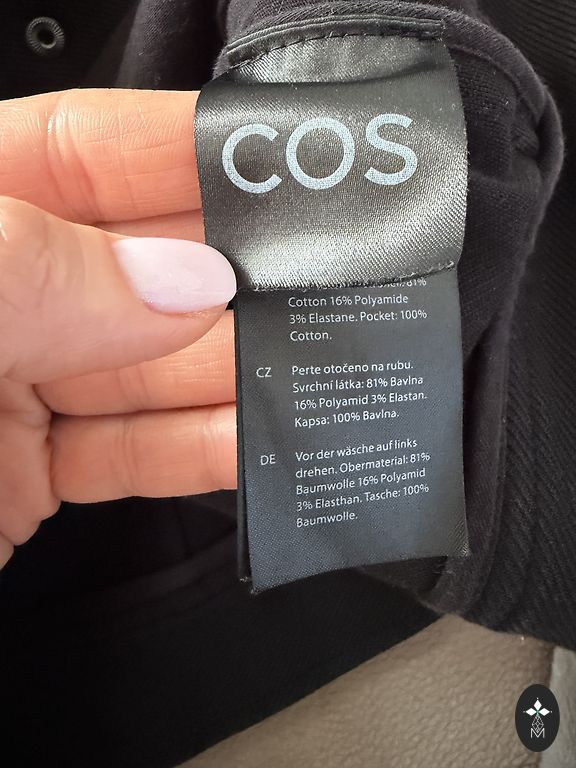 COS
81%
Cotton 16% Polyamide
3% Elastane. Pocket: 100%
Cotton.
CZ Perte otočeno na rubu.
Svrchní látka: 81% Bavlna
16% Polyamid 3% Elastan.
Kapsa: 100% Bavlna.
DE Vor der wäsche auf links
drehen. Obermaterial: 81%
Baumwolle 16% Polyamid
3% Elasthan. Tasche: 100%
Baumwolle.
M